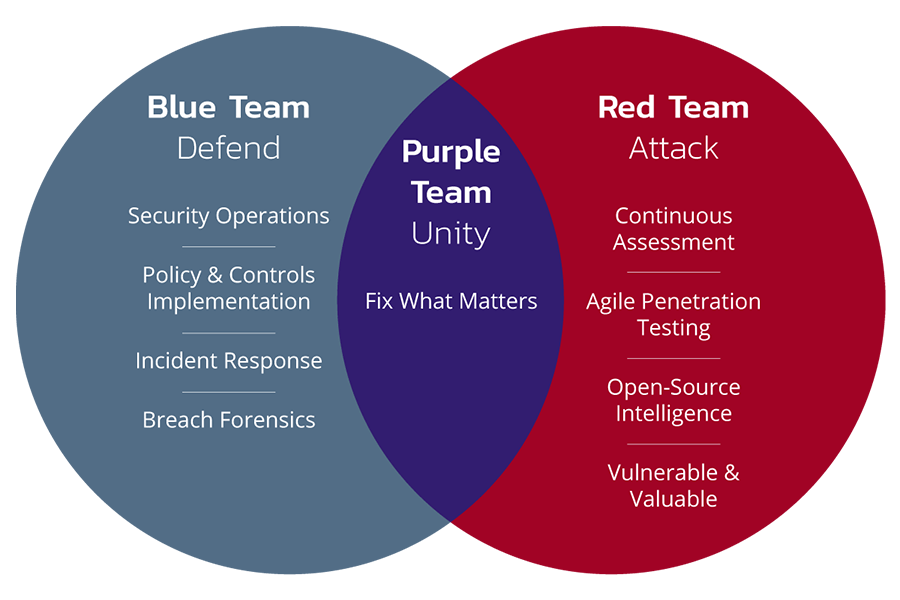 Blue Team
Defend
Security Operations
Policy & Controls
Implementation
Incident Response
Breach Forensics
Purple
Team
Unity
Fix What Matters
Red Team
Attack
Continuous
Assessment
Agile Penetration
Testing
Open-Source
Intelligence
Vulnerable &
Valuable